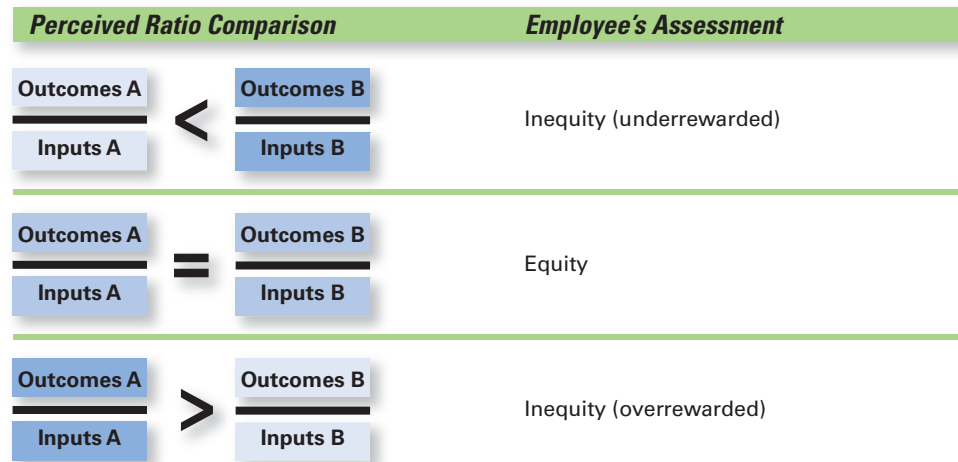 Perceived Ratio Comparison Employee's Assessment
Outcomes A < Outcomes B
Inputs A Inputs B
Inequity (underrewarded)
Outcomes A = Outcomes B
Inputs A Inputs B
Equity
Outcomes A > Outcomes B
Inputs A Inputs B
Inequity (overrewarded)